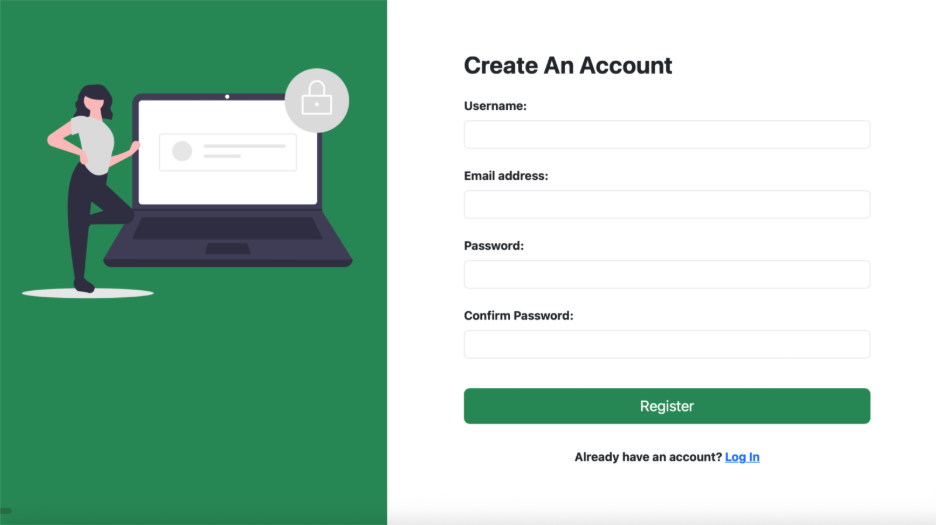 Create An Account
Username:
Email address:
Password:
Confirm Password:
Register
Already have an account? Log In